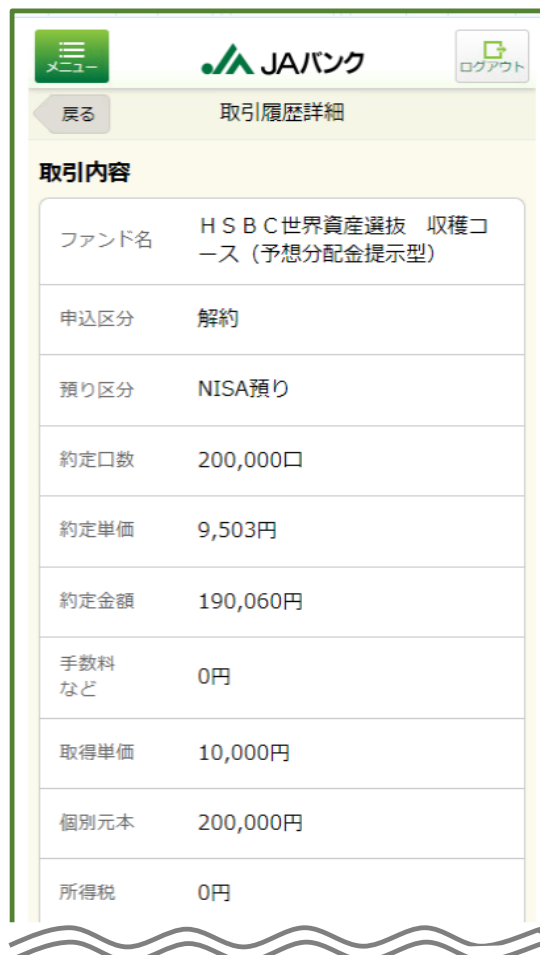 メニュー
JAバンク
ログアウト
戻る
取引履歴詳細
取引内容
ファンド名
ＨＳＢＣ世界資産選抜　収穫コ
ース（予想分配金提示型）
申込区分
解約
預り区分
NISA預り
約定口数
200,000口
約定単価
9,503円
約定金額
190,060円
手数料
など
0円
取得単価
10,000円
個別元本
200,000円
所得税
0円